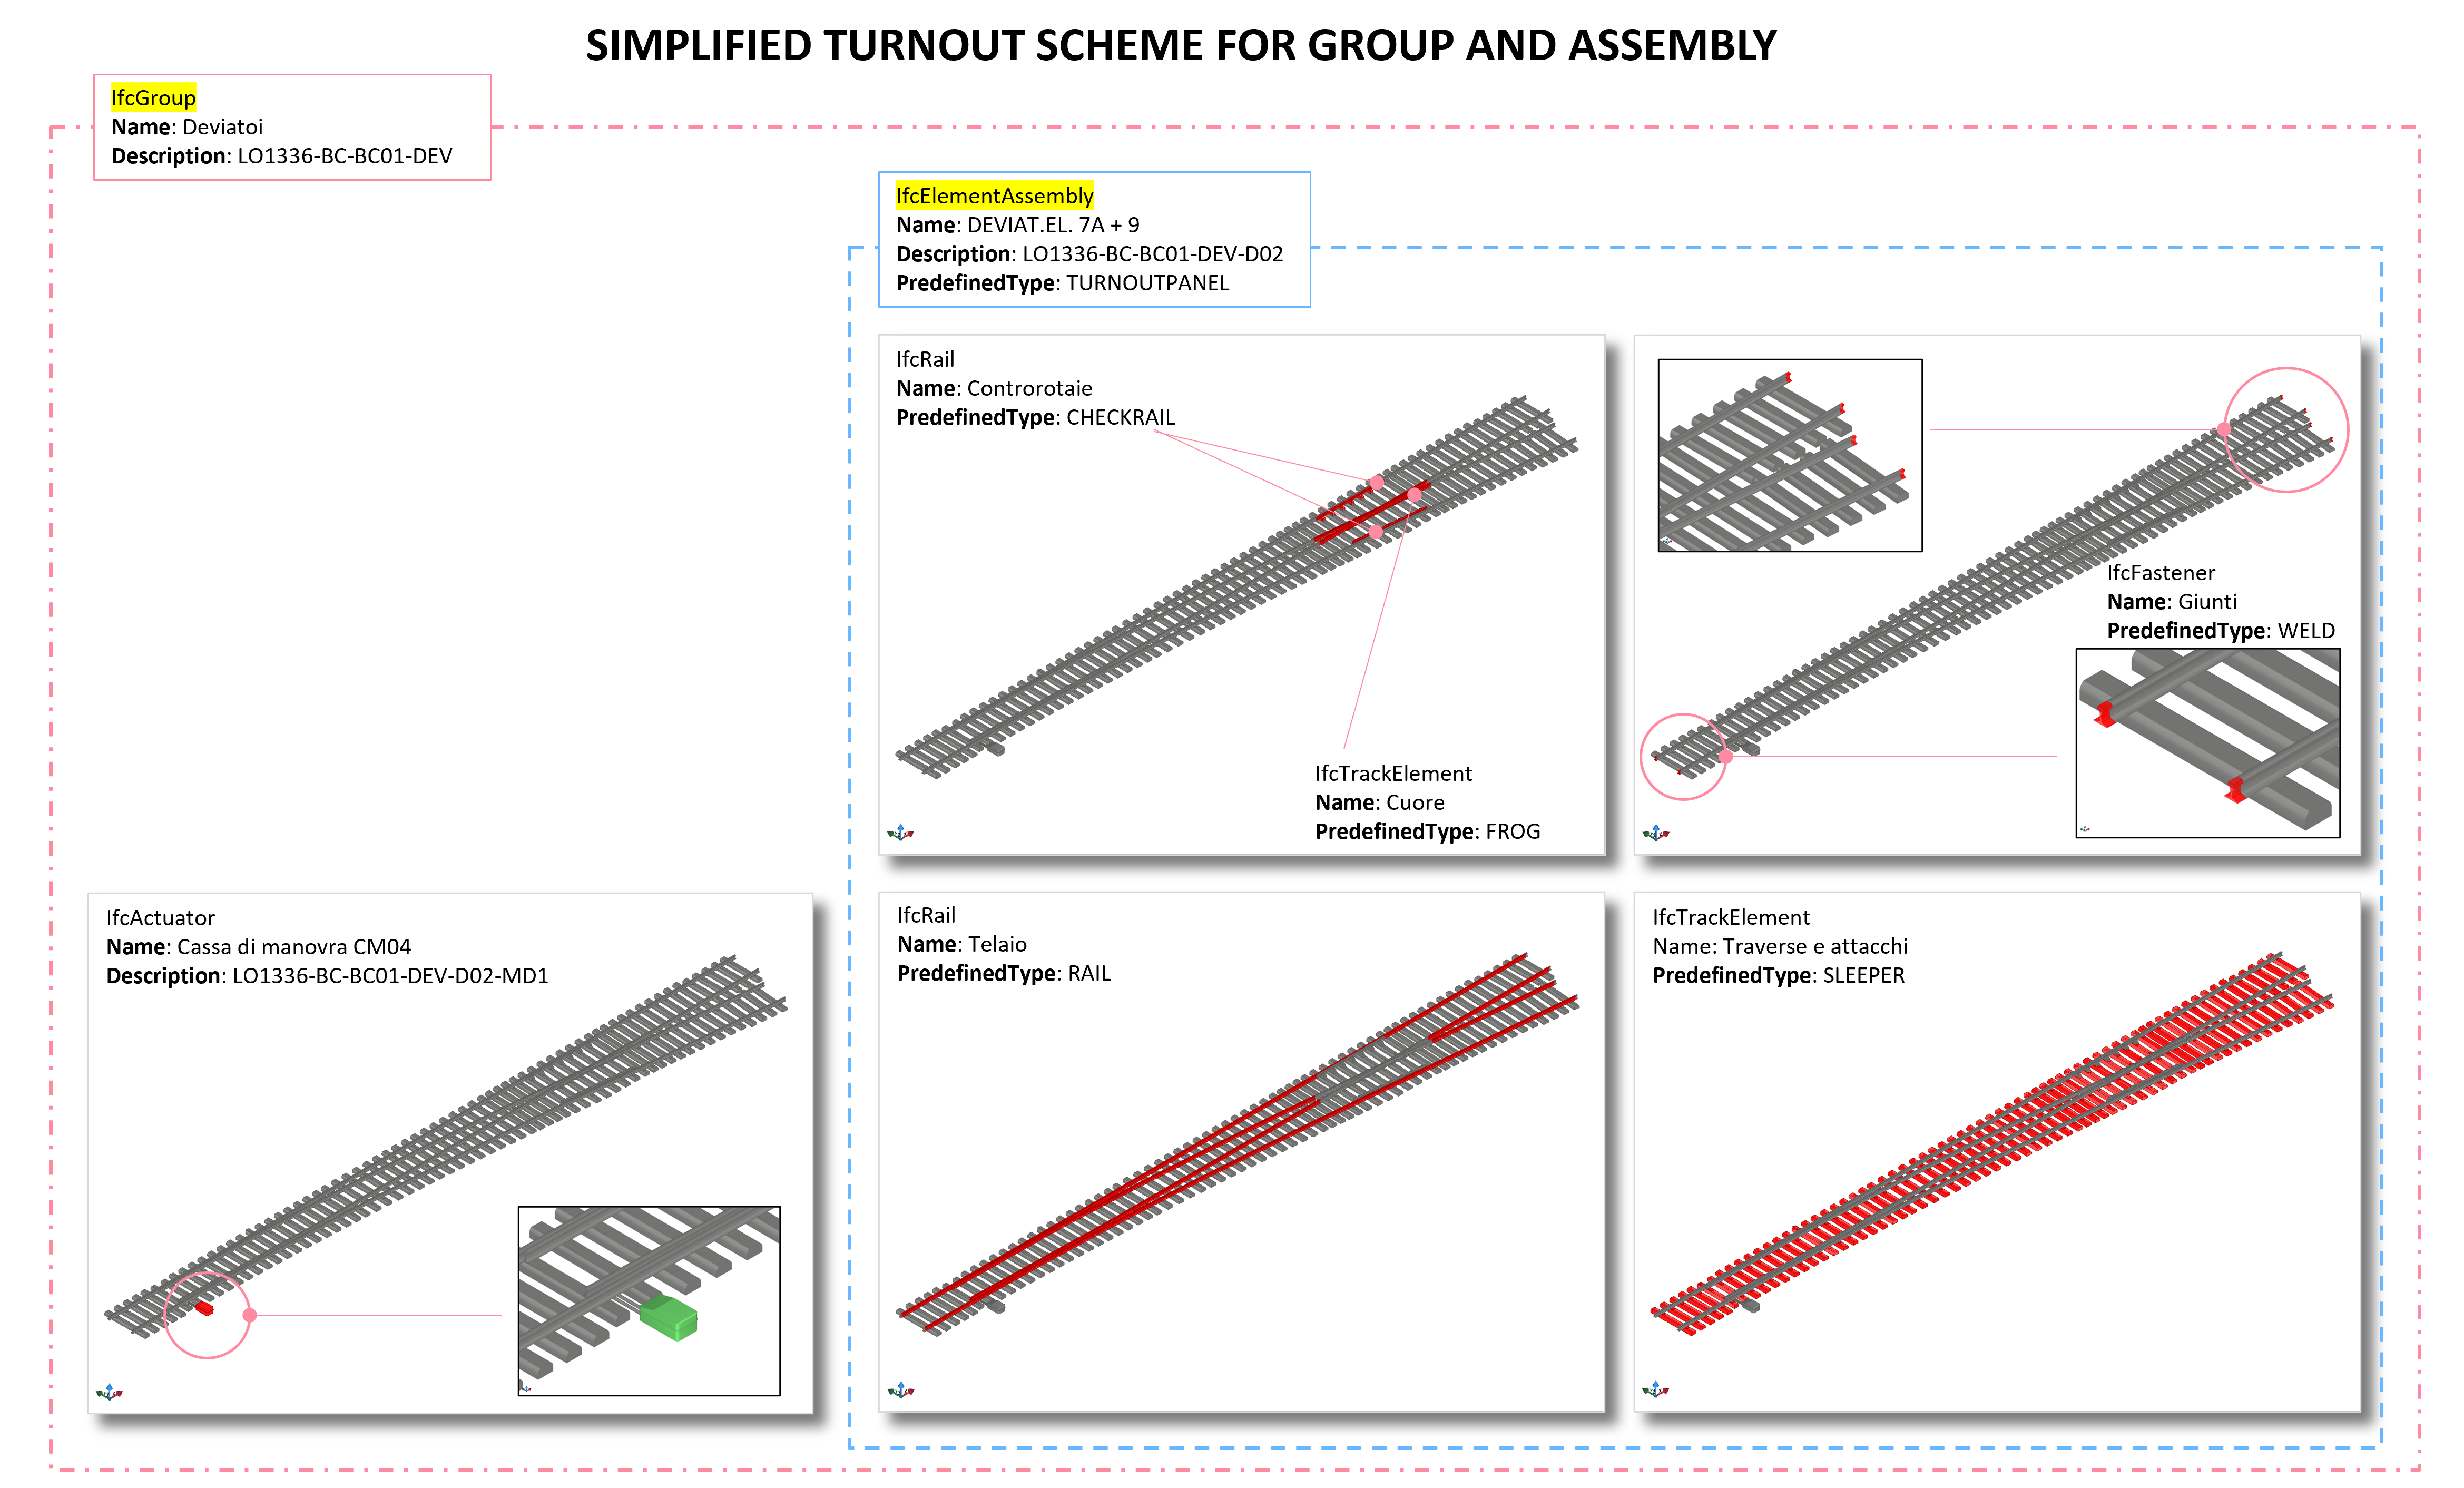 SIMPLIFIED TURNOUT SCHEME FOR GROUP AND ASSEMBLY
IfcGroup
Name: Deviatoi
Description: LO1336-BC-BC01-DEV
IfcElementAssembly
Name: DEVIAT.EL. 7A + 9
Description: LO1336-BC-BC01-DEV-D02
PredefinedType: TURNOUTPANEL
IfcRail
Name: Controrotaie
PredefinedType: CHECKRAIL
IfcTrackElement
Name: Cuore
PredefinedType: FROG
IfcFastener
Name: Giunti
PredefinedType: WELD
IfcActuator
Name: Cassa di manovra CM04
Description: LO1336-BC-BC01-DEV-D02-MD1
IfcRail
Name: Telaio
PredefinedType: RAIL
IfcTrackElement
Name: Traverse e attacchi
PredefinedType: SLEEPER